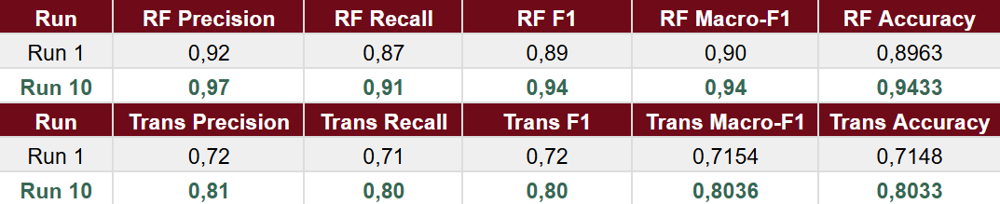 Run RF Precision RF Recall RF F1 RF Macro-F1 RF Accuracy
Run 1 0,92 0,87 0,89 0,90 0,8963
Run 10 0,97 0,91 0,94 0,94 0,9433
Run Trans Precision Trans Recall Trans F1 Trans Macro-F1 Trans Accuracy
Run 1 0,72 0,71 0,72 0,7154 0,7148
Run 10 0,81 0,80 0,80 0,8036 0,8033